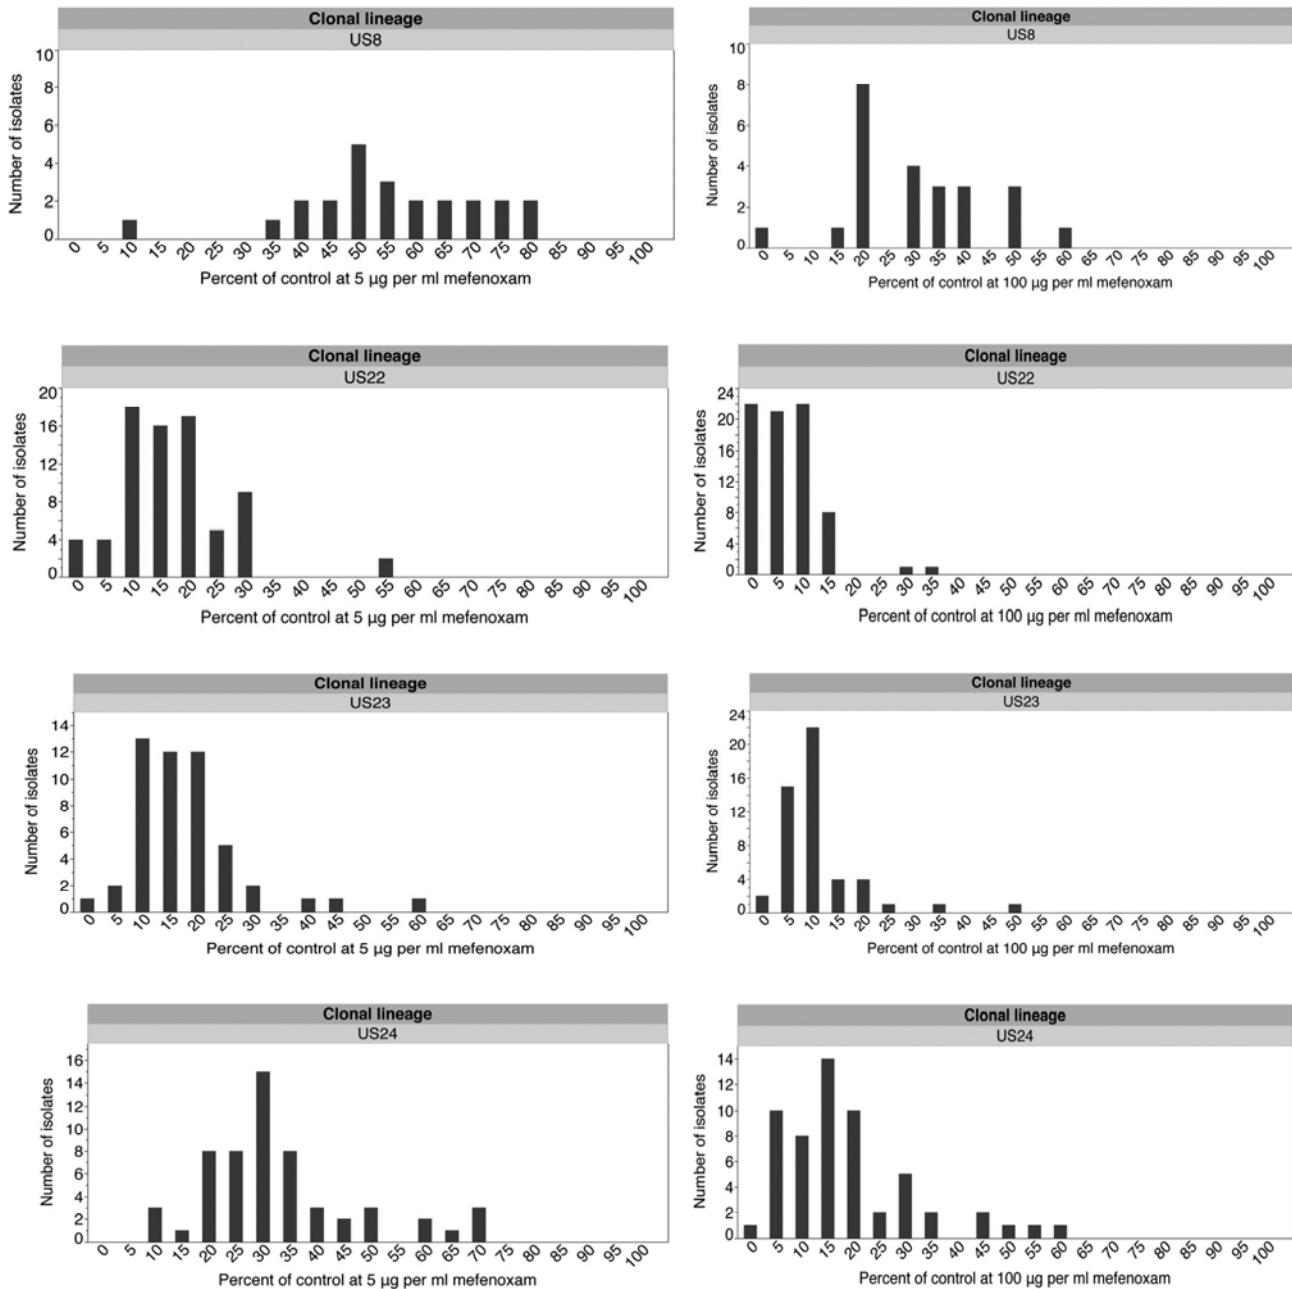 Clonal lineage
US8
Number of isolates
10
8
6
4
2
0
0 5 10 15 20 25 30 35 40 45 50 55 60 65 70 75 80 85 90 95 100
Percent of control at 5 µg per ml mefenoxam
Clonal lineage
US8
Number of isolates
10
8
6
4
2
0
0 5 10 15 20 25 30 35 40 45 50 55 60 65 70 75 80 85 90 95 100
Percent of control at 100 µg per ml mefenoxam
Clonal lineage
US22
Number of isolates
20
16
12
8
4
0
0 5 10 15 20 25 30 35 40 45 50 55 60 65 70 75 80 85 90 95 100
Percent of control at 5 µg per ml mefenoxam
Clonal lineage
US22
Number of isolates
24
20
16
12
8
4
0
0 5 10 15 20 25 30 35 40 45 50 55 60 65 70 75 80 85 90 95 100
Percent of control at 100 µg per ml mefenoxam
Clonal lineage
US23
Number of isolates
14
12
10
8
6
4
2
0
0 5 10 15 20 25 30 35 40 45 50 55 60 65 70 75 80 85 90 95 100
Percent of control at 5 µg per ml mefenoxam
Clonal lineage
US23
Number of isolates
24
20
16
12
8
4
0
0 5 10 15 20 25 30 35 40 45 50 55 60 65 70 75 80 85 90 95 100
Percent of control at 100 µg per ml mefenoxam
Clonal lineage
US24
Number of isolates
16
14
12
10
8
6
4
2
0
0 5 10 15 20 25 30 35 40 45 50 55 60 65 70 75 80 85 90 95 100
Percent of control at 5 µg per ml mefenoxam
Clonal lineage
US24
Number of isolates
14
12
10
8
6
4
2
0
0 5 10 15 20 25 30 35 40 45 50 55 60 65 70 75 80 85 90 95 100
Percent of control at 100 µg per ml mefenoxam